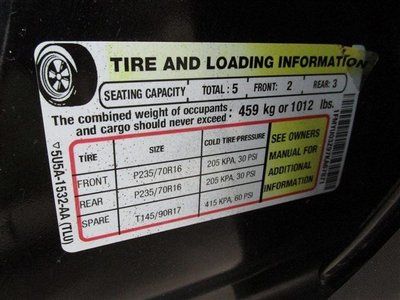 TIRE AND LOADING INFORMATION
SEATING CAPACITY TOTAL : 5 FRONT: 2 REAR: 3
The combined weight of occupants
and cargo should never exceed : 459 kg or 1012 lbs.
TIRE SIZE COLD TIRE PRESSURE
FRONT P235/70R16 205 KPA, 30 PSI
REAR P235/70R16 205 KPA, 30 PSI
SPARE T145/90R17 415 KPA, 60 PSI
SEE OWNERS
MANUAL FOR
ADDITIONAL
INFORMATION
5U5A-1532-AA (TLU)